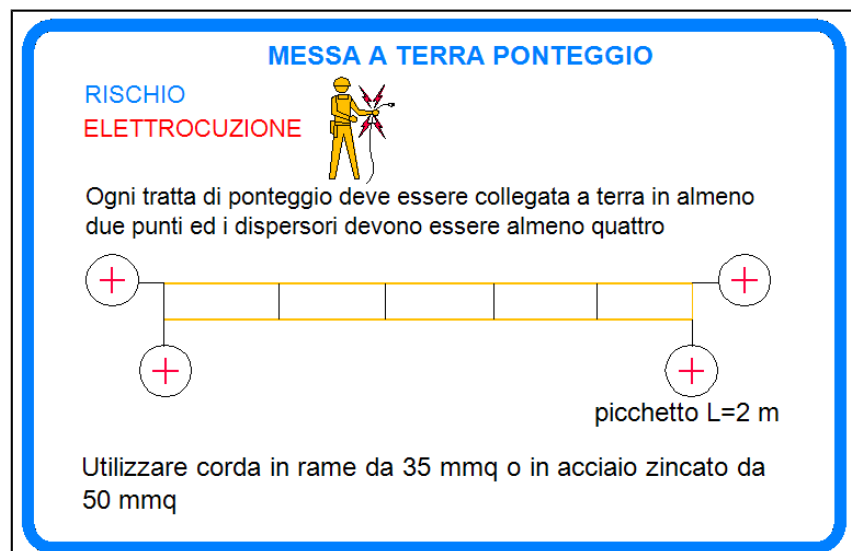 MESSA A TERRA PONTEGGIO
RISCHIO
ELETTROCUZIONE
Ogni tratta di ponteggio deve essere collegata a terra in almeno
due punti ed i dispersori devono essere almeno quattro
picchetto L=2 m
Utilizzare corda in rame da 35 mmq o in acciaio zincato da
50 mmq